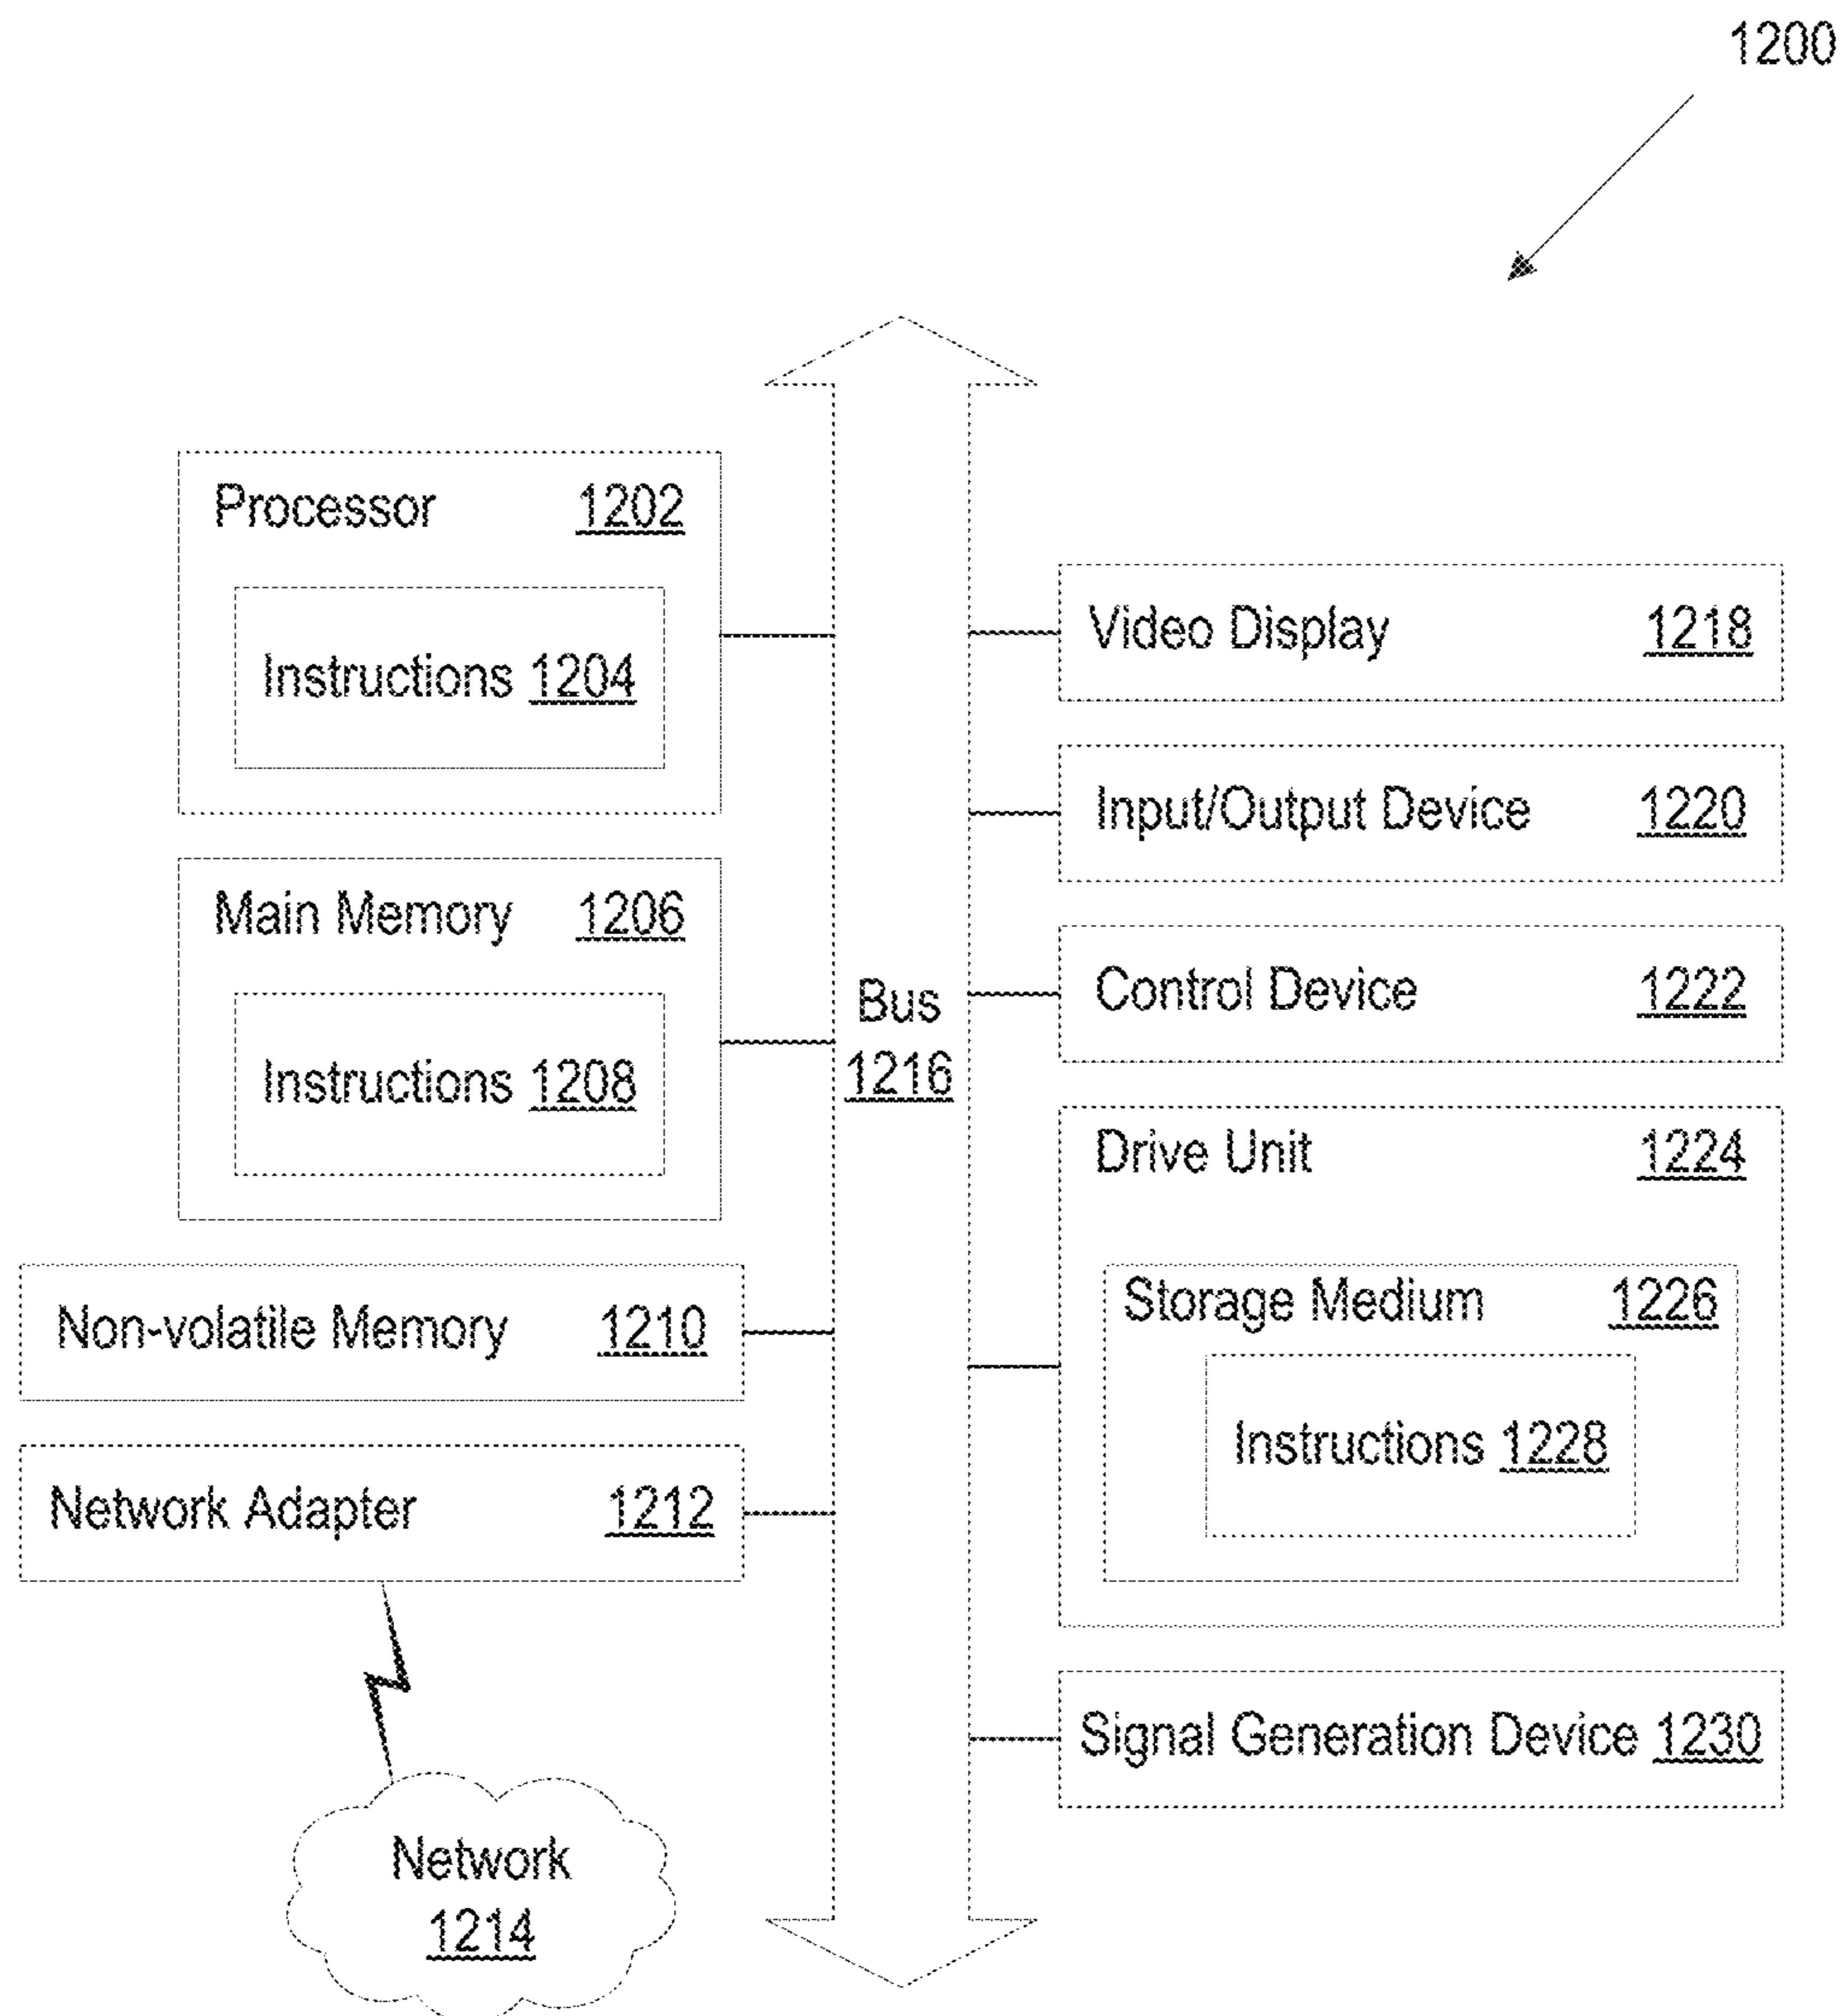 1200
Processor 1202
Instructions 1204
Main Memory 1206
Instructions 1208
Non-volatile Memory 1210
Network Adapter 1212
Network
1214
Bus
1216
Video Display 1218
Input/Output Device 1220
Control Device 1222
Drive Unit 1224
Storage Medium 1226
Instructions 1228
Signal Generation Device 1230